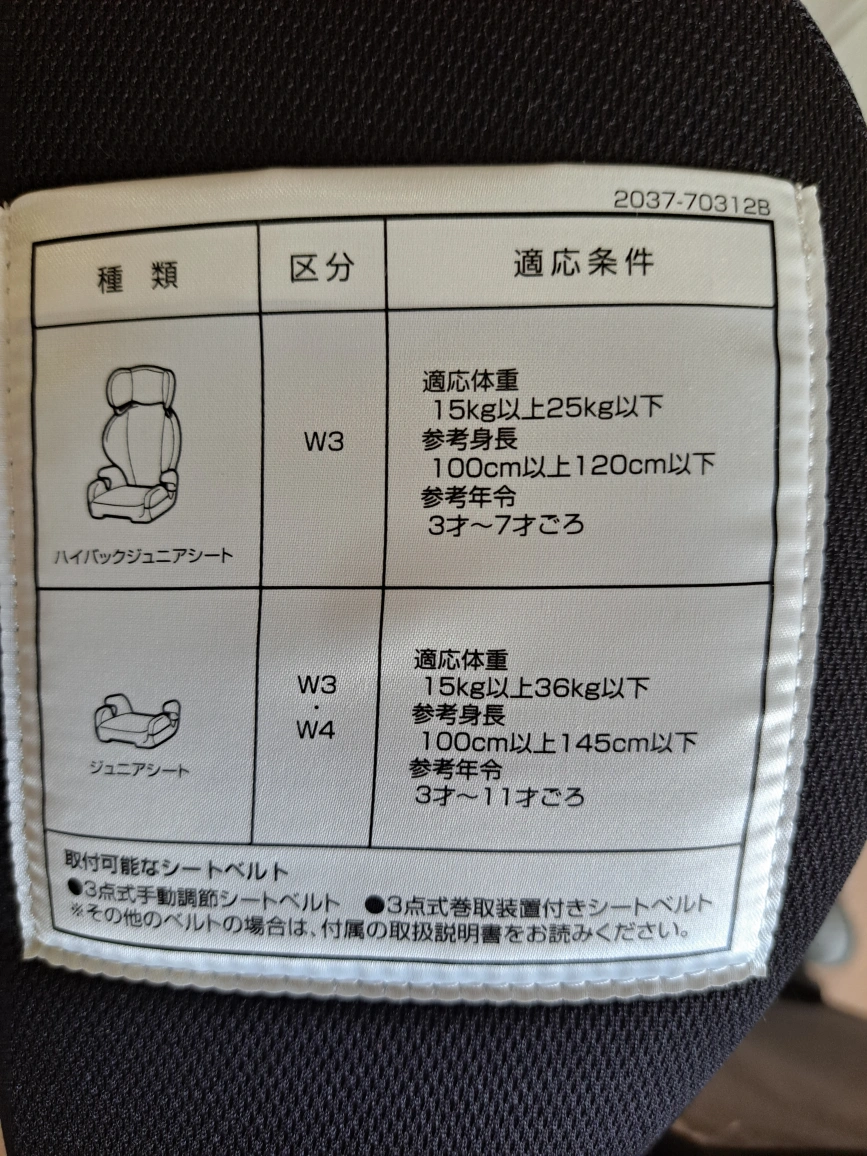 2037-70312B
種類 区分 適応条件
ハイバックジュニアシート
W3
適応体重
15kg以上25kg以下
参考身長
100cm以上120cm以下
参考年令
3才～7才ごろ
ジュニアシート
W3
・
W4
適応体重
15kg以上36kg以下
参考身長
100cm以上145cm以下
参考年令
3才～11才ごろ
取付可能なシートベルト
●3点式手動調節シートベルト ●3点式巻取装置付きシートベルト
※その他のベルトの場合は、付属の取扱説明書をお読みください。